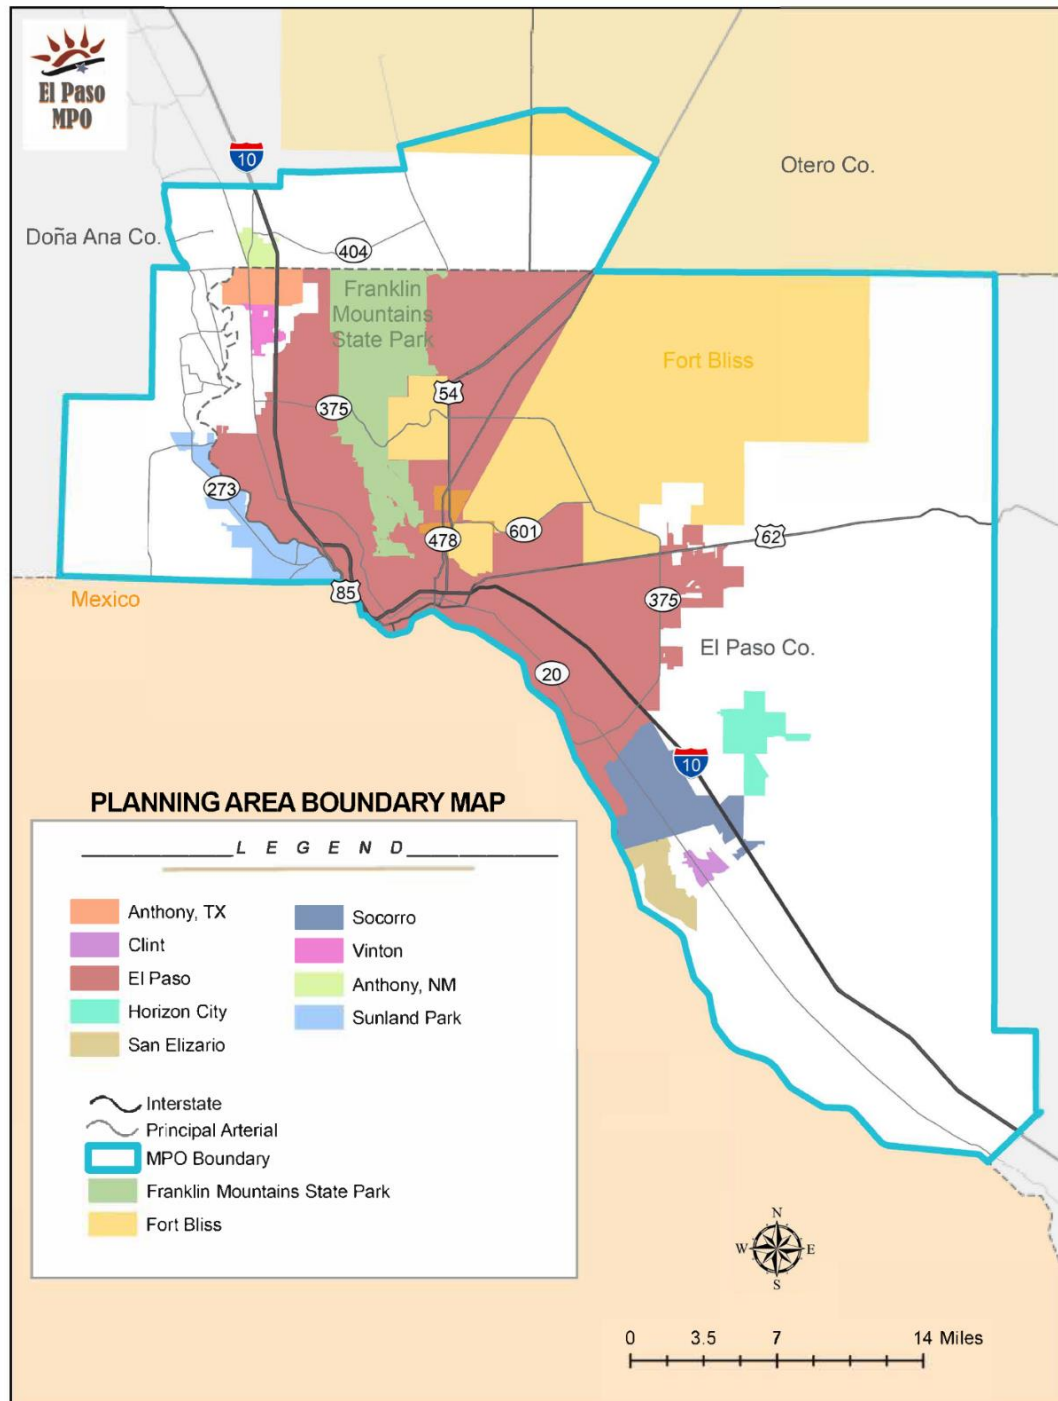 El Paso
MPO
10
Otero Co.
Doña Ana Co.
404
Franklin
Mountains
State Park
Fort Bliss
54
375
273
478
601
62
85
Mexico
375
El Paso Co.
20
10
PLANNING AREA BOUNDARY MAP
LEGEND
Anthony, TX
Clint
El Paso
Horizon City
San Elizario
Socorro
Vinton
Anthony, NM
Sunland Park
Interstate
Principal Arterial
MPO Boundary
Franklin Mountains State Park
Fort Bliss
N
W E
S
0 3.5 7 14 Miles